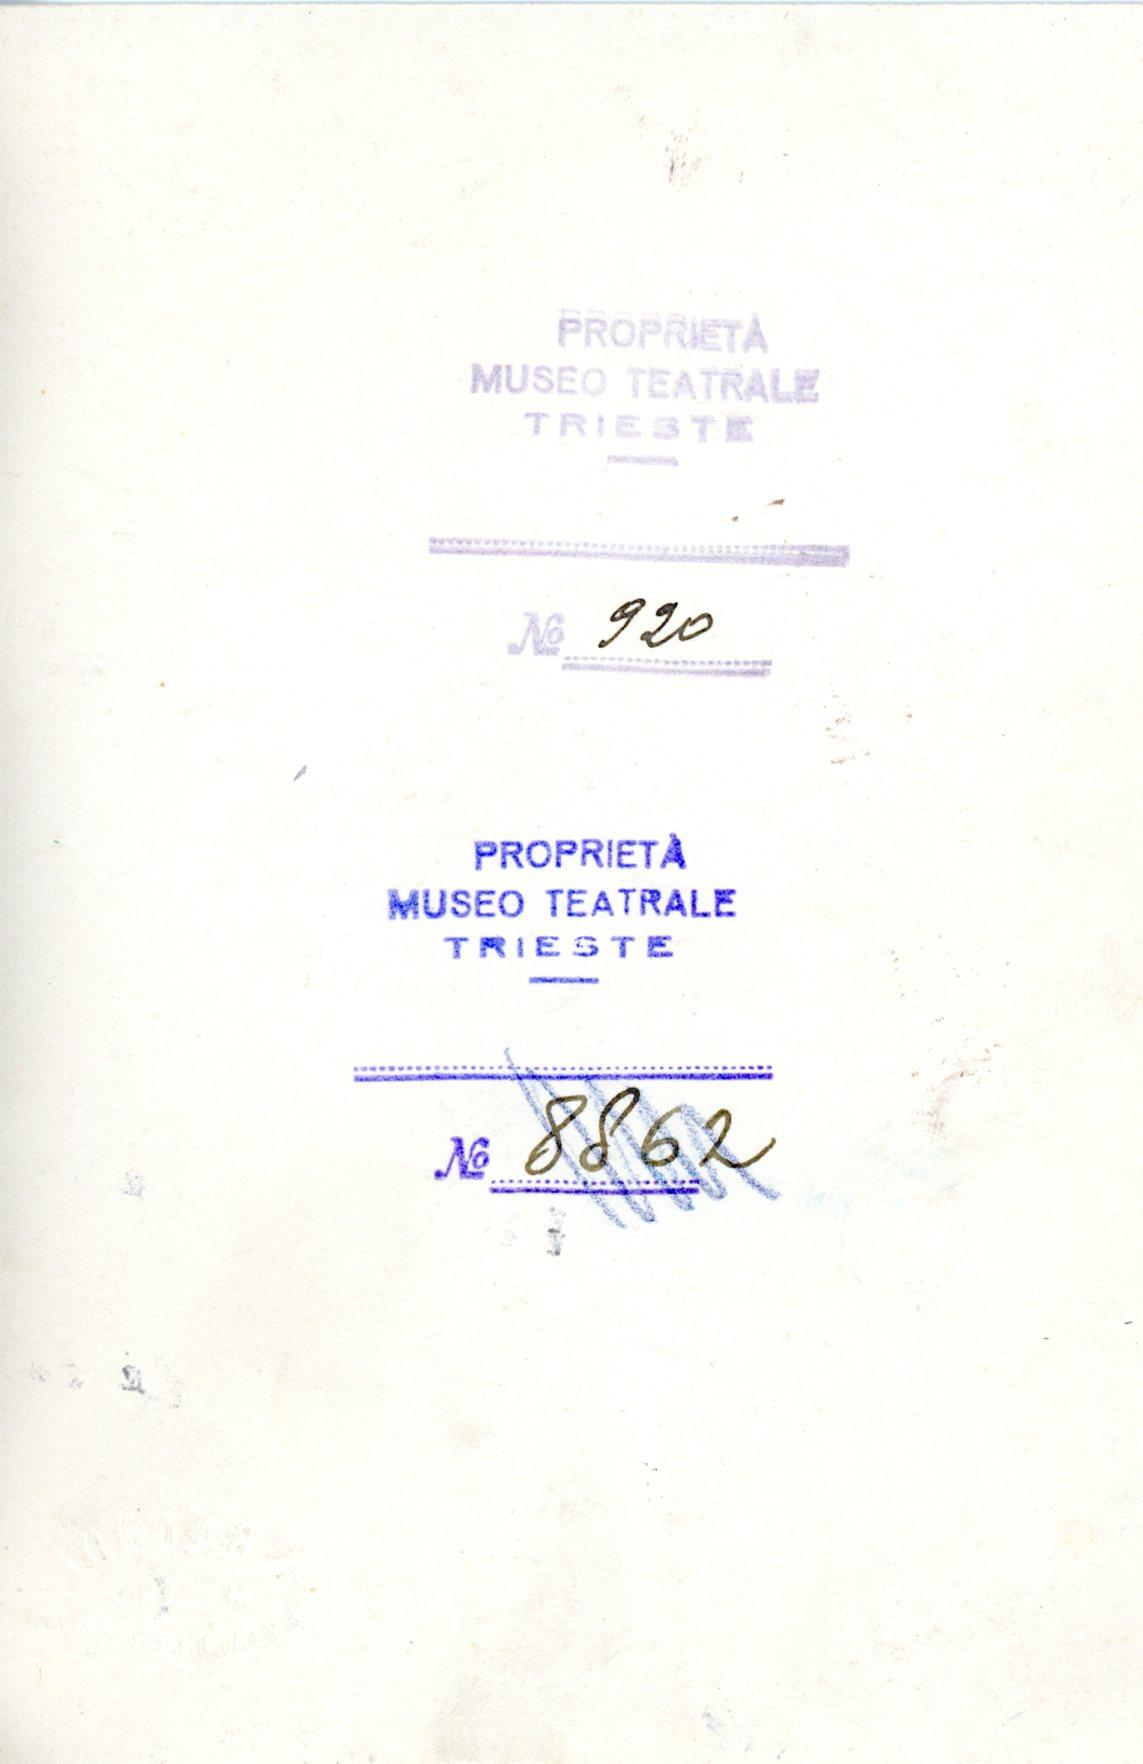 PROPRIETÀ
MUSEO TEATRALE
TRIESTE
No 920
PROPRIETÀ
MUSEO TEATRALE
TRIESTE
No 8862